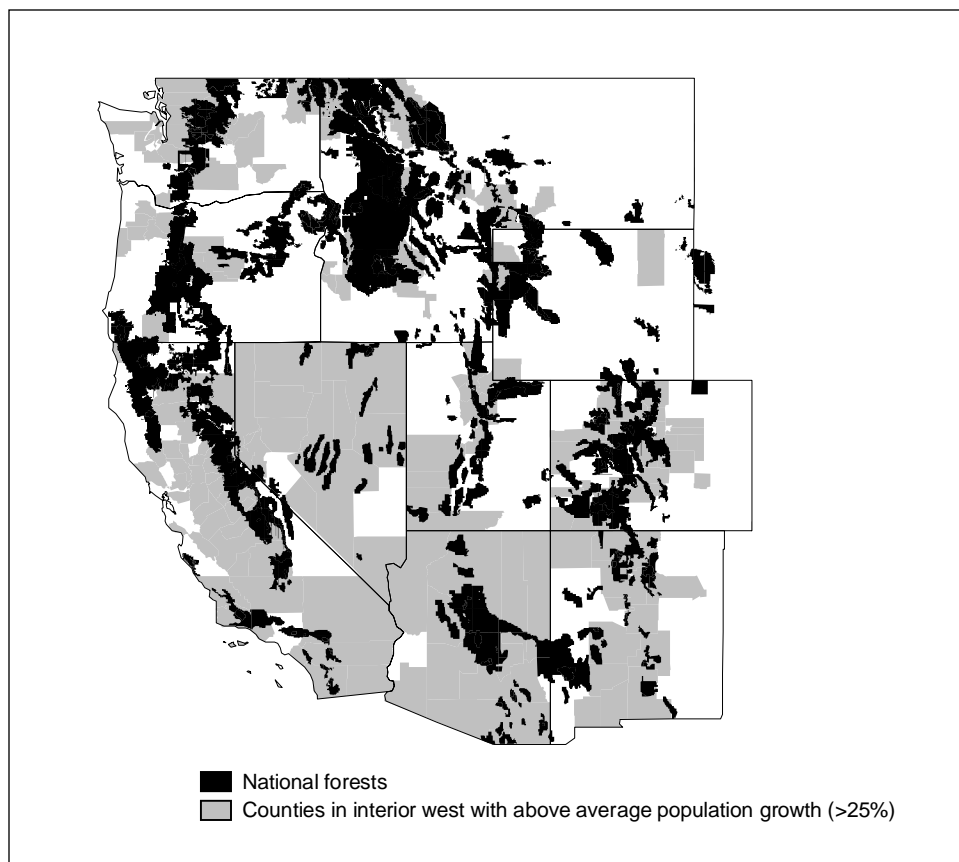 National forests
Counties in interior west with above average population growth (>25%)